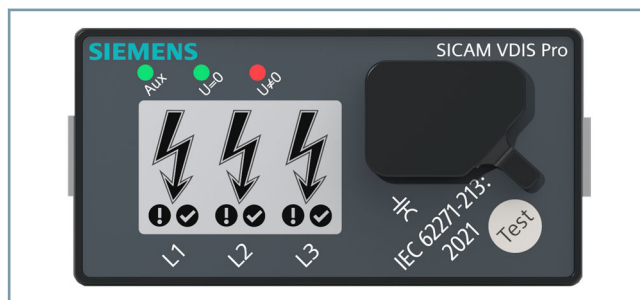 SIEMENS
SICAM VDIS Pro
Aux
U=0
U≠0
L1
L2
L3
IEC 62271-213:
2021
Test